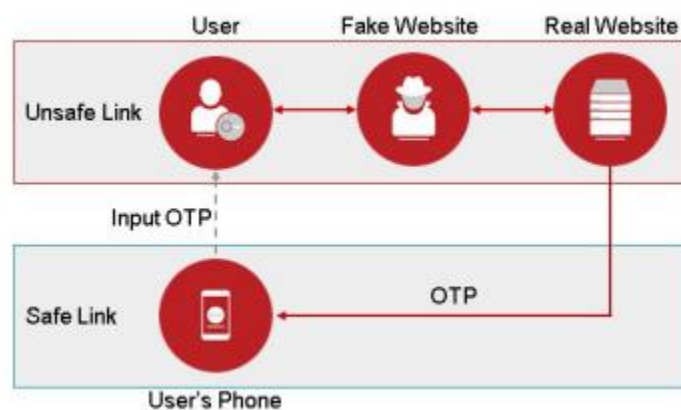 User
Fake Website
Real Website
Unsafe Link
Input OTP
OTP
Safe Link
User's Phone